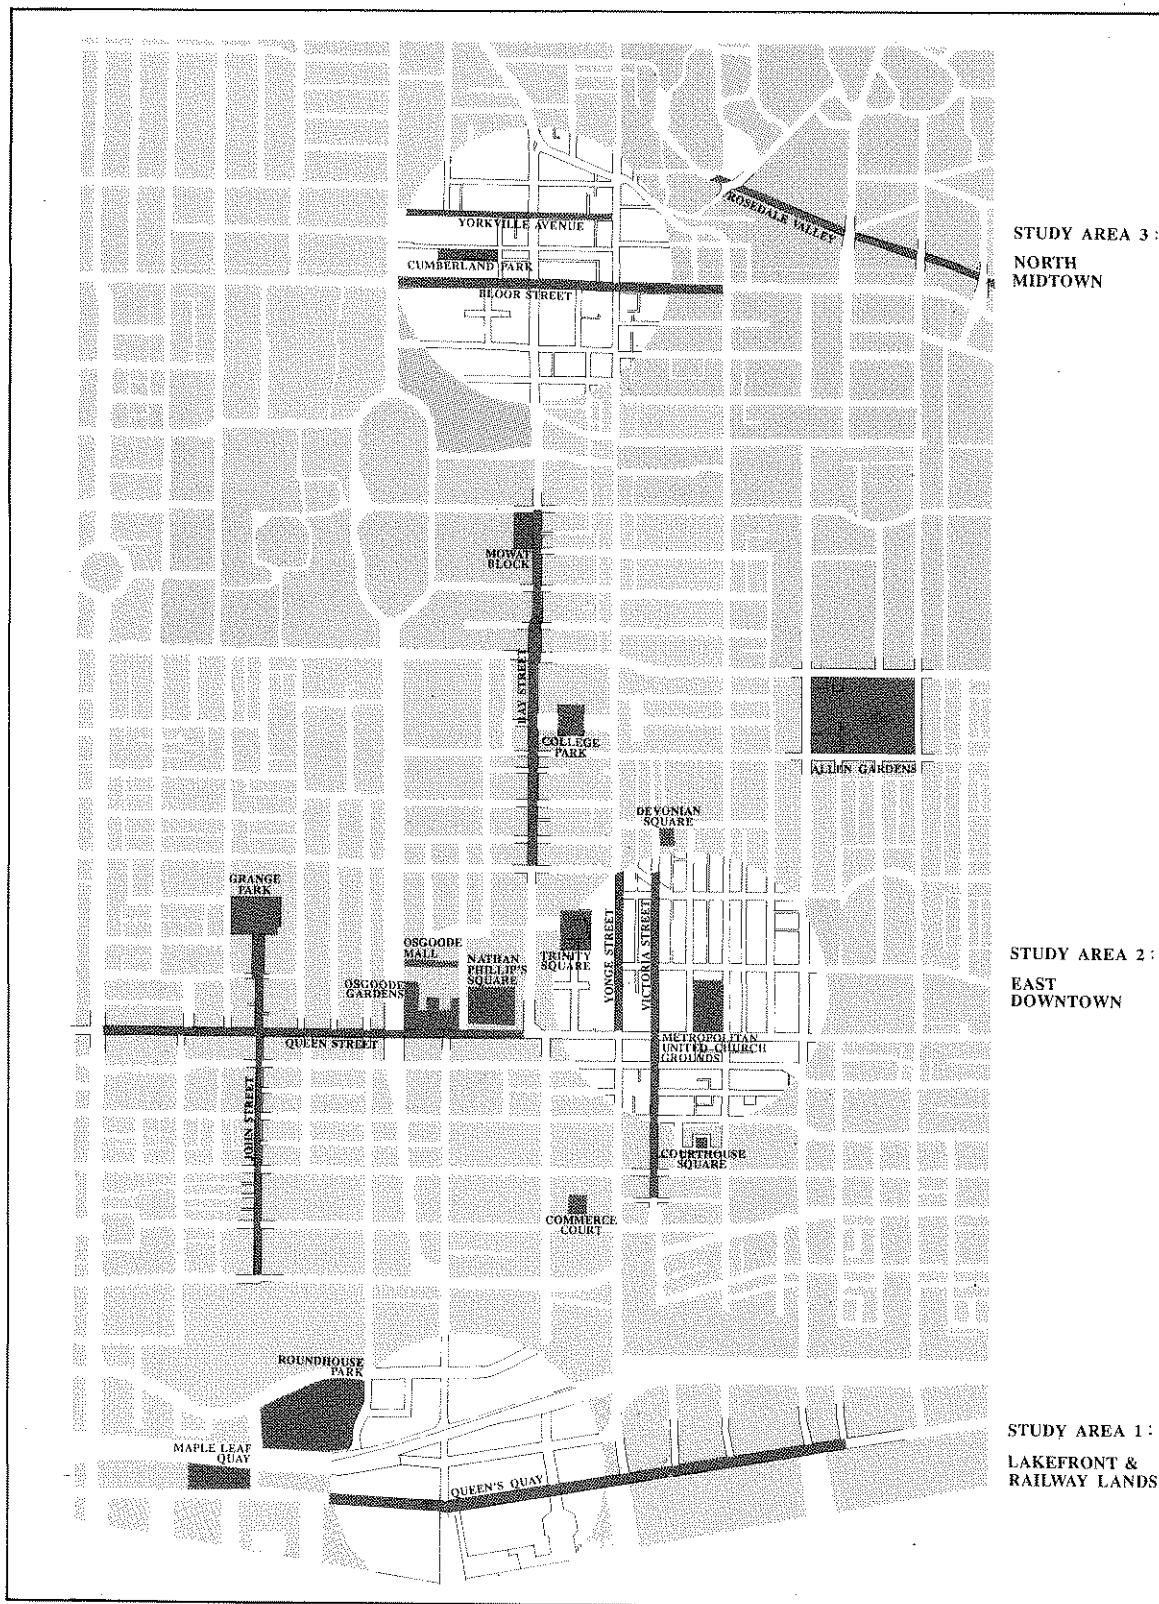 YORKVILLE AVENUE
CUMBERLAND PARK
BLOOR STREET
ROSEDALE VALLEY
STUDY AREA 3 :
NORTH
MIDTOWN
MOWAT
BLOCK
BAY STREET
COLLEGE
PARK
ALLEN GARDENS
DEVONIAN
SQUARE
GRANGE
PARK
OSGOODE
MALL
NATHAN
PHILLIP'S
SQUARE
OSGOODE
GARDENS
TRINITY
SQUARE
YONGE STREET
VICTORIA STREET
STUDY AREA 2 :
EAST
DOWNTOWN
QUEEN STREET
METROPOLITAN
UNITED CHURCH
GROUNDS
JOHN STREET
COURTHOUSE
SQUARE
COMMERCE
COURT
ROUNDHOUSE
PARK
MAPLE LEAF
QUAY
QUEEN'S QUAY
STUDY AREA 1 :
LAKEFRONT &
RAILWAY LANDS